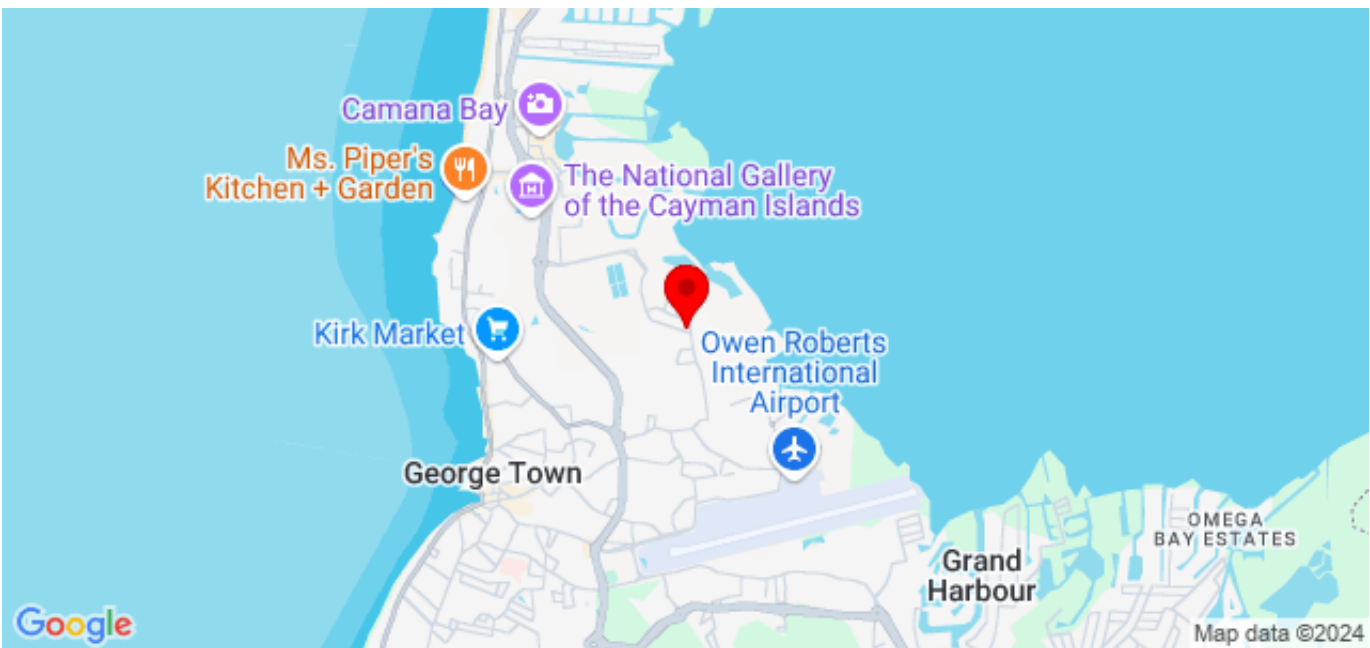 Camana Bay
Ms. Piper's
Kitchen + Garden
The National Gallery
of the Cayman Islands
Kirk Market
Owen Roberts
International
Airport
George Town
OMEGA
BAY ESTATES
Grand
Harbour
Google
Map data ©2024